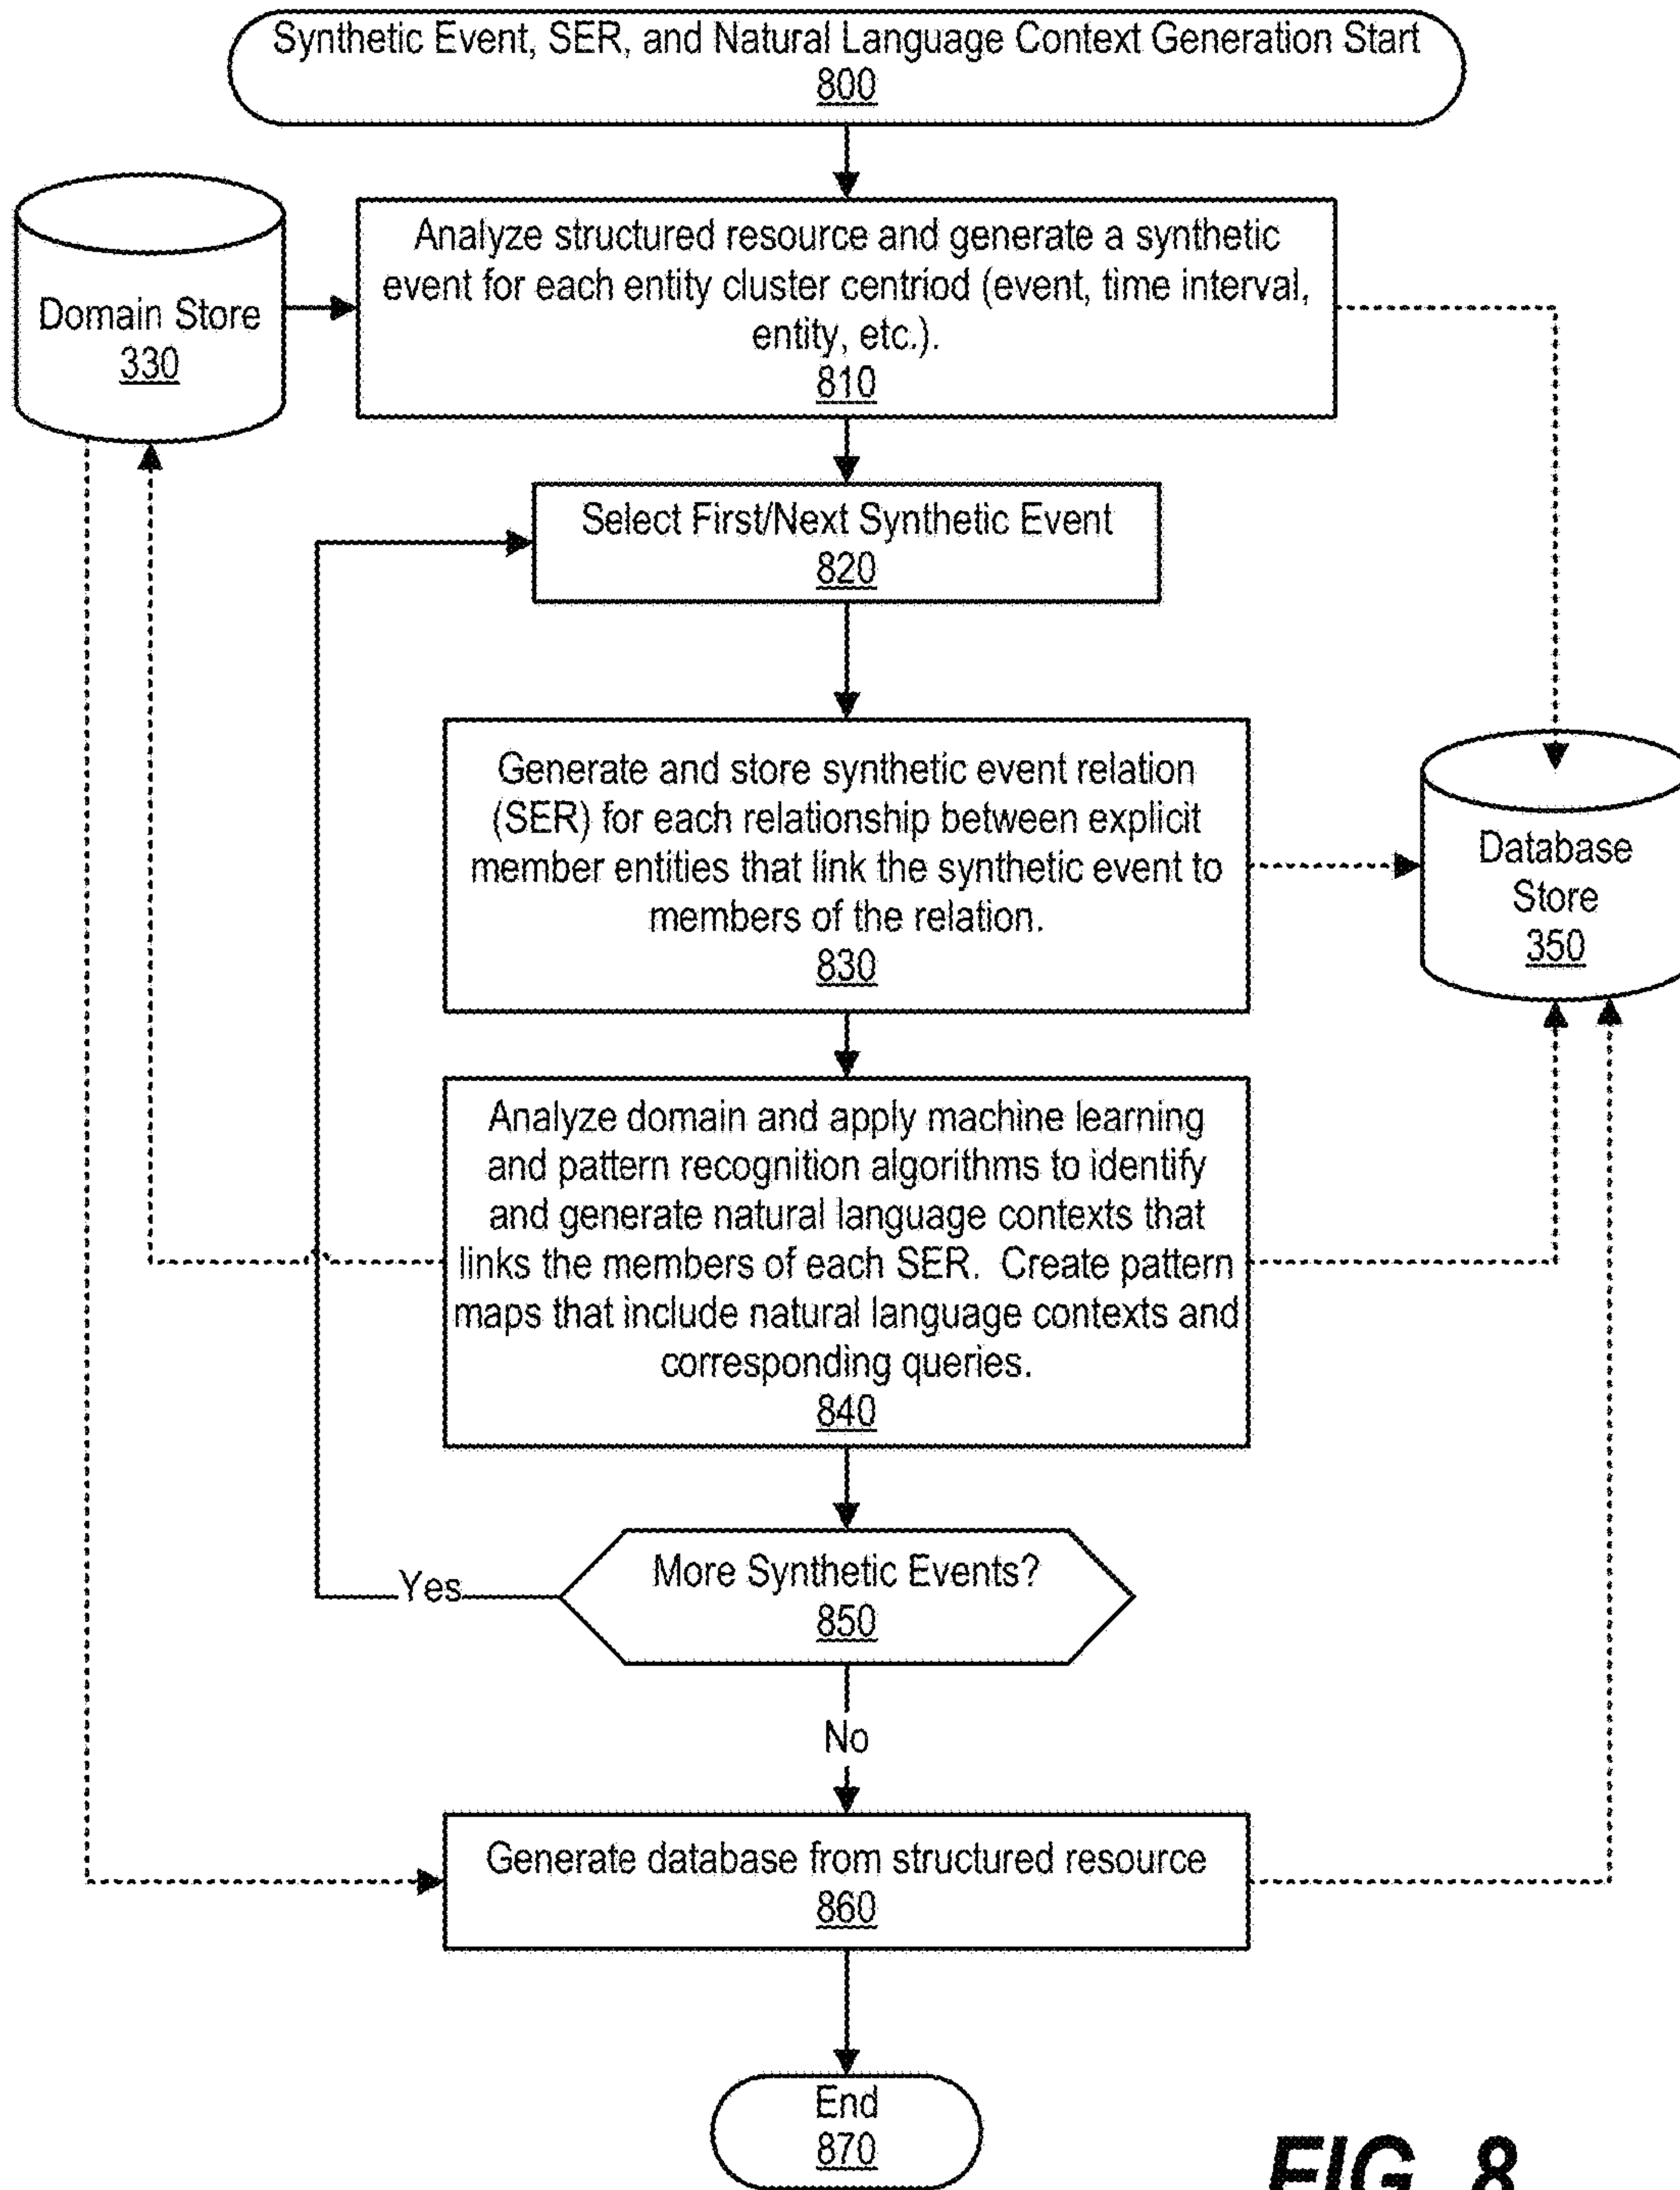 Synthetic Event, SER, and Natural Language Context Generation Start
800
Domain Store
330
Analyze structured resource and generate a synthetic
event for each entity cluster centriod (event, time interval,
entity, etc.).
810
Select First/Next Synthetic Event
820
Generate and store synthetic event relation
(SER) for each relationship between explicit
member entities that link the synthetic event to
members of the relation.
830
Database
Store
350
Analyze domain and apply machine learning
and pattern recognition algorithms to identify
and generate natural language contexts that
links the members of each SER. Create pattern
maps that include natural language contexts and
corresponding queries.
840
More Synthetic Events?
850
Yes
No
Generate database from structured resource
860
End
870
FIG. 8